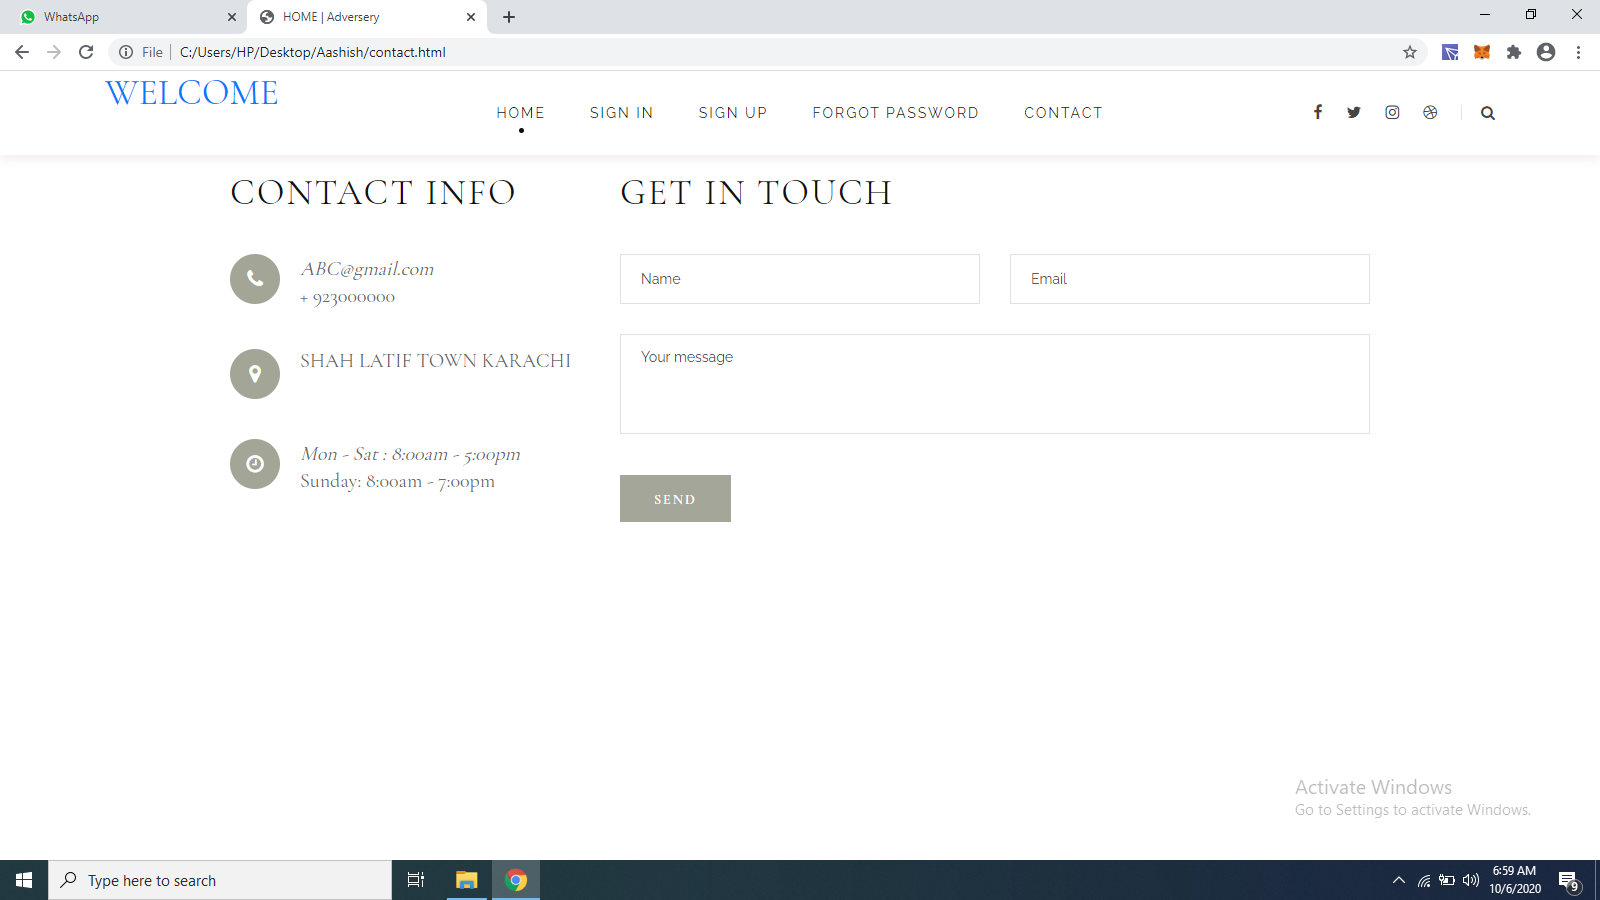 WhatsApp
HOME | Adversery
File
C:/Users/HP/Desktop/Aashish/contact.html
WELCOME
HOME SIGN IN SIGN UP FORGOT PASSWORD CONTACT
CONTACT INFO
ABC@gmail.com
+ 923000000
SHAH LATIF TOWN KARACHI
Mon - Sat : 8:00am - 5:00pm
Sunday: 8:00am - 7:00pm
GET IN TOUCH
Name
Email
Your message
SEND
Activate Windows
Go to Settings to activate Windows.
Type here to search
6:59 AM
10/6/2020
9